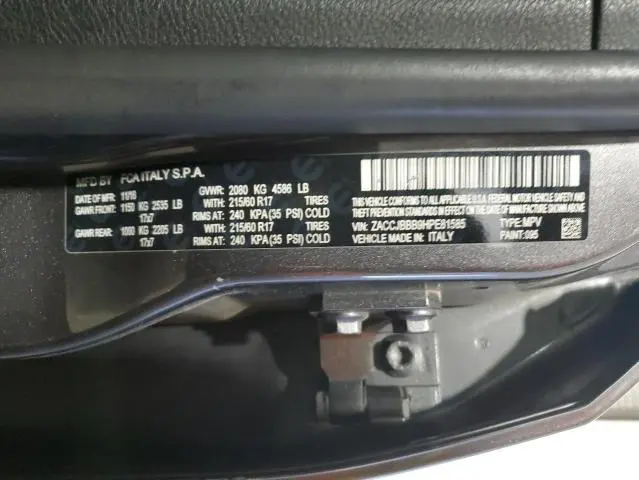 MFD BY FCA ITALY S.P.A.
DATE OF MFR: 11/16 GVWR: 2080 KG 4586 LB
GAWR FRONT: 1150 KG 2535 LB WITH: 215/60 R17 TIRES
17x7 RIMS AT: 240 KPA(35 PSI) COLD
GAWR REAR: 1000 KG 2205 LB WITH: 215/60 R17 TIRES
17x7 RIMS AT: 240 KPA(35 PSI) COLD
THIS VEHICLE CONFORMS TO ALL APPLICABLE U.S.A. FEDERAL MOTOR VEHICLE SAFETY, BUMPER, AND
THEFT PREVENTION STANDARDS IN EFFECT ON THE DATE OF MANUFACTURE SHOWN ABOVE.
VIN: ZACCJBBB9HPE81585 TYPE: MPV
VEHICLE MADE IN: ITALY PAINT: 095